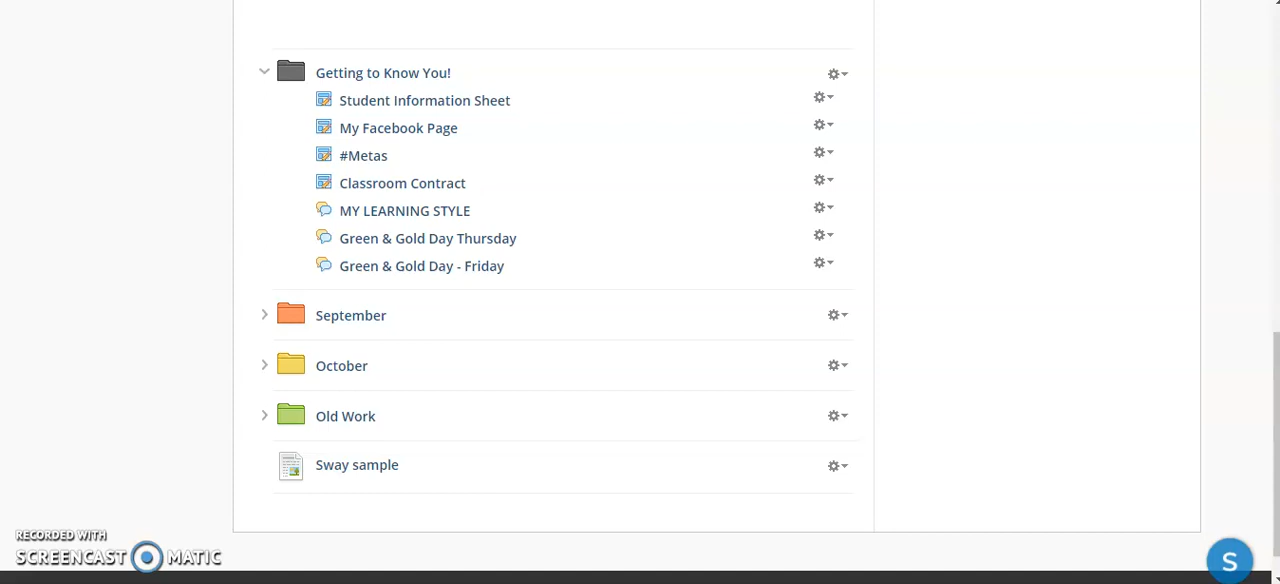 Getting to Know You!
Student Information Sheet
My Facebook Page
#Metas
Classroom Contract
MY LEARNING STYLE
Green & Gold Day Thursday
Green & Gold Day - Friday
September
October
Old Work
Sway sample
RECORDED WITH
SCREENCAST MATIC
S